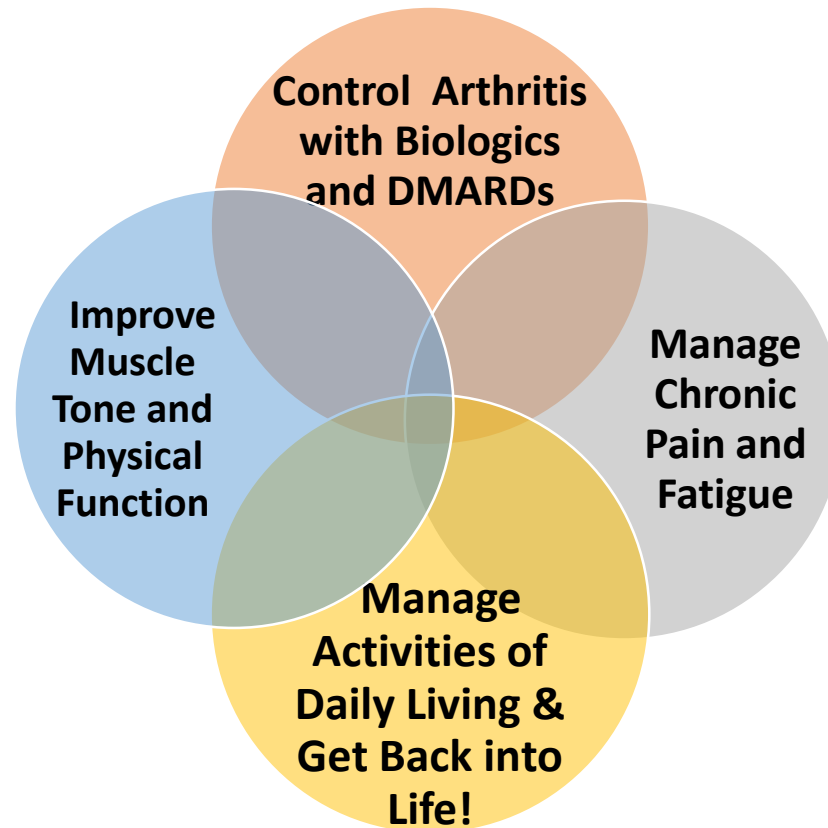 Control Arthritis
with Biologics
and DMARDs
Improve
Muscle
Tone and
Physical
Function
Manage
Chronic
Pain and
Fatigue
Manage
Activities of
Daily Living &
Get Back into
Life!